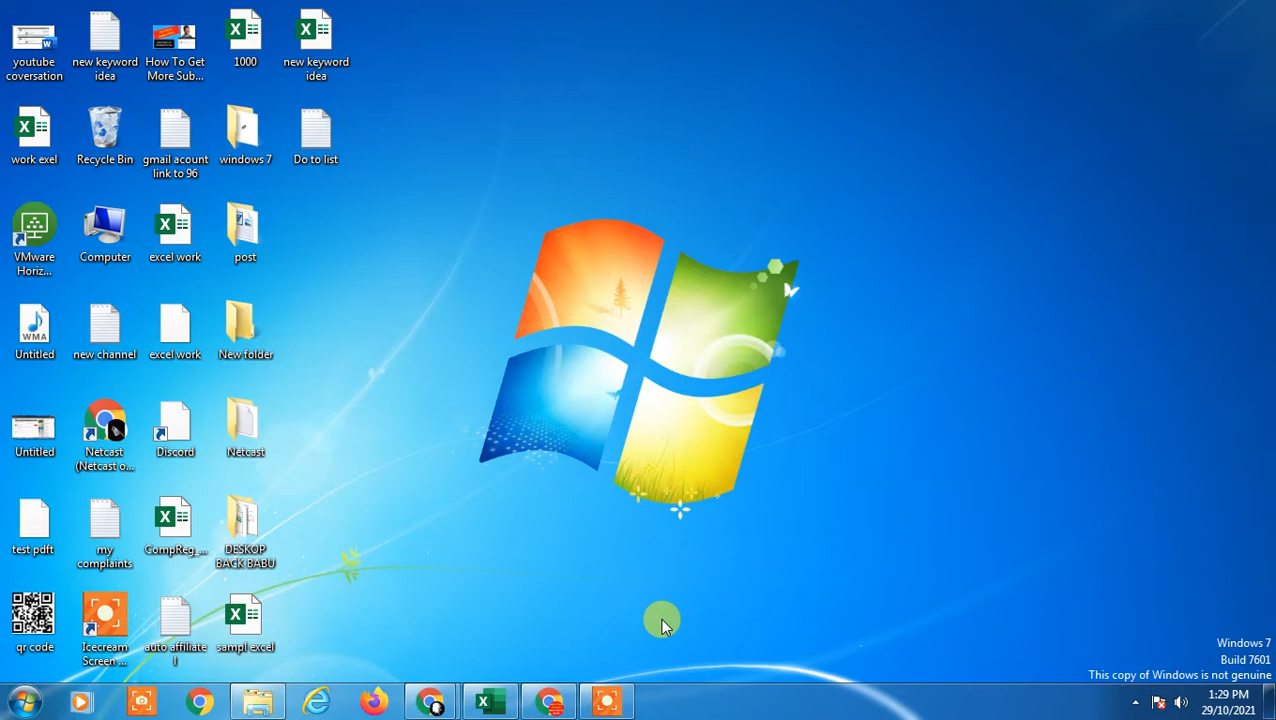 youtube
coversation
new keyword
idea
How To Get
More Sub...
1000
new keyword
idea
work exel
Recycle Bin
gmail acount
link to 96
windows 7
Do to list
VMware
Horiz...
Computer
excel work
post
WMA
Untitled
new channel
excel work
New folder
Untitled
Netcast
(Netcast o...
Discord
Netcast
test pdft
my
complaints
CompReg_...
DESKOP
BACK BABU
qr code
Icecream
Screen ...
auto affiliate
l
sampl excel
Windows 7
Build 7601
This copy of Windows is not genuine
1:29 PM
29/10/2021